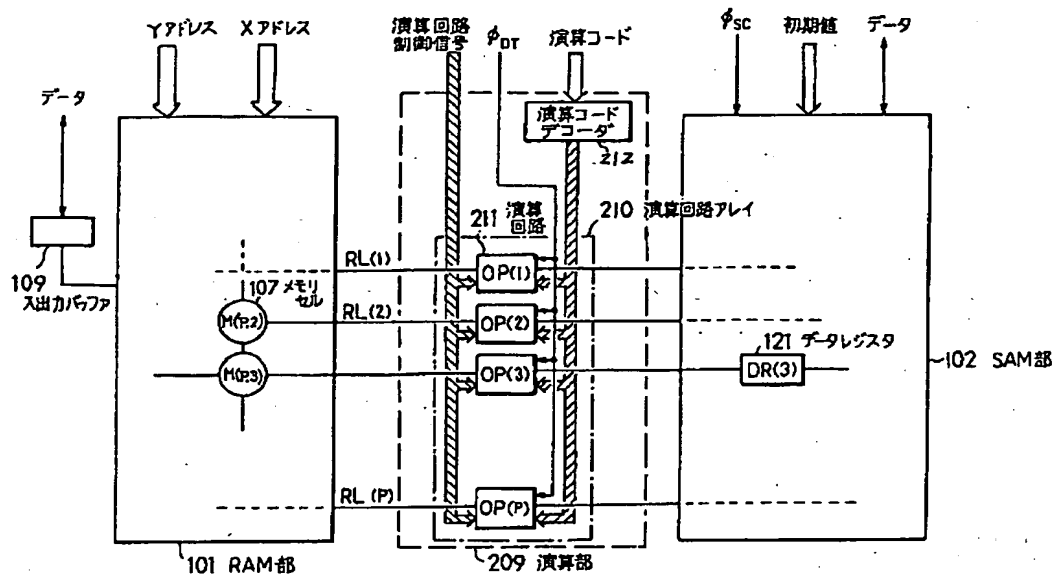 Yアドレス
Xアドレス
演算回路
制御信号
φDT
演算コード
φSC
初期値
データ
データ
演算コード
デコーダ
212
211 演算
回路
210 演算回路アレイ
109
入出力バッファ
RL(1)
OP(1)
107 メモリ
セル
M(P,2)
RL(2)
OP(2)
M(P,3)
OP(3)
121 データレジスタ
DR(3)
102 SAM部
RL(P)
OP(P)
101 RAM部
209 演算部